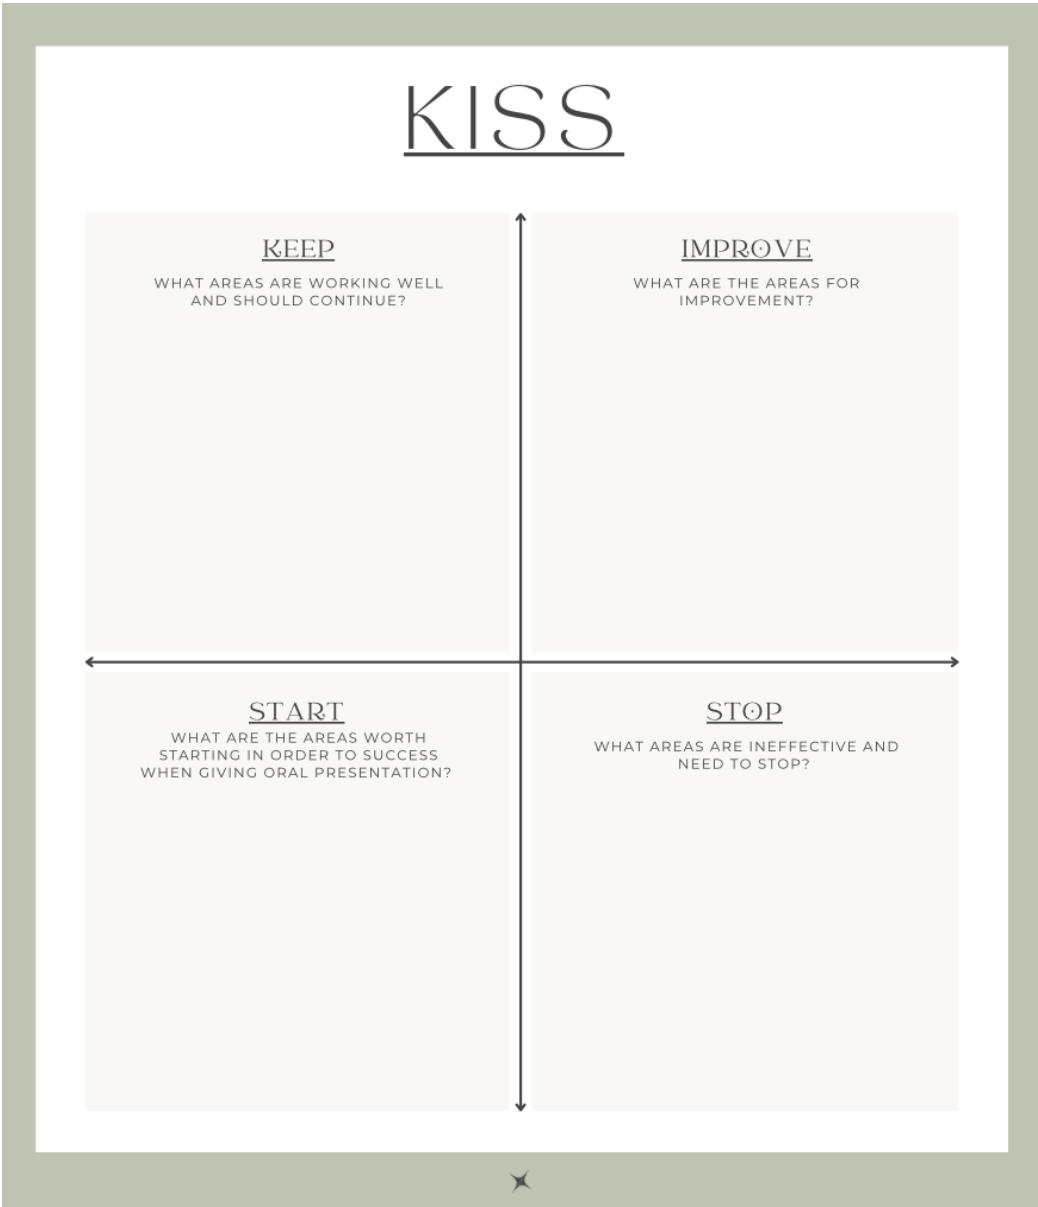 KISS
KEEP
WHAT AREAS ARE WORKING WELL
AND SHOULD CONTINUE?
IMPROVE
WHAT ARE THE AREAS FOR
IMPROVEMENT?
START
WHAT ARE THE AREAS WORTH
STARTING IN ORDER TO SUCCESS
WHEN GIVING ORAL PRESENTATION?
STOP
WHAT AREAS ARE INEFFECTIVE AND
NEED TO STOP?